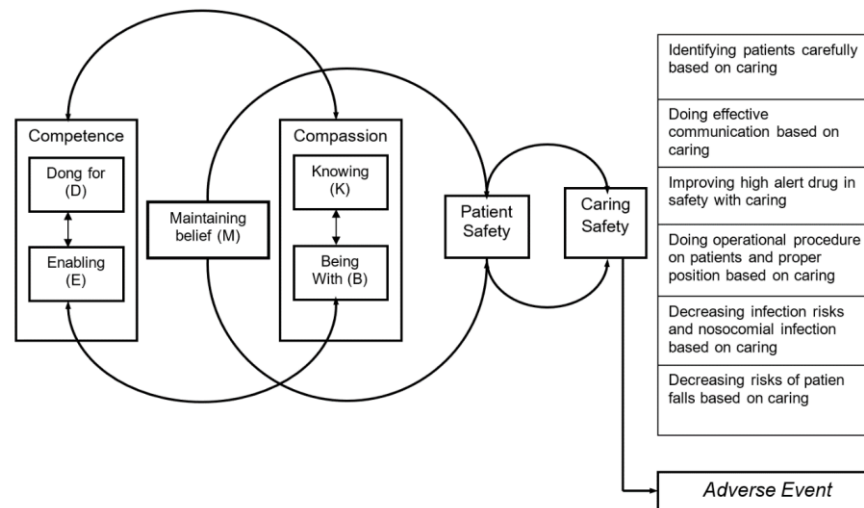 Competence
Dong for
(D)
Enabling
(E)
Maintaining
belief (M)
Compassion
Knowing
(K)
Being
With (B)
Patient
Safety
Caring
Safety
Identifying patients carefully
based on caring
Doing effective
communication based on
caring
Improving high alert drug in
safety with caring
Doing operational procedure
on patients and proper
position based on caring
Decreasing infection risks
and nosocomial infection
based on caring
Decreasing risks of patien
falls based on caring
Adverse Event